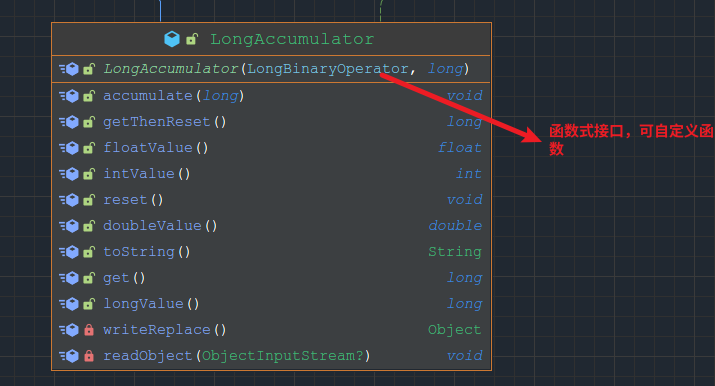 LongAccumulator
LongAccumulator(LongBinaryOperator, long)
accumulate(long) void
getThenReset() long
floatValue() float
intValue() int
reset() void
doubleValue() double
toString() String
get() long
longValue() long
writeReplace() Object
readObject(ObjectInputStream?) void
函数式接口，可自定义函
数